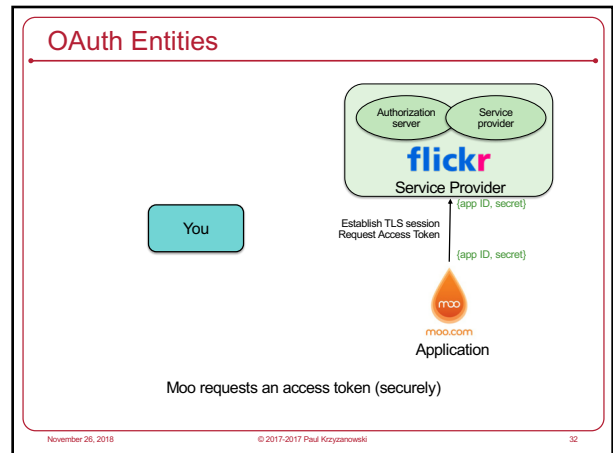 OAuth Entities
Authorization
server
Service
provider
flickr
Service Provider
{app ID, secret}
Establish TLS session
Request Access Token
You
{app ID, secret}
moo
moo.com
Application
Moo requests an access token (securely)
November 26, 2018
© 2017-2017 Paul Krzyzanowski
32